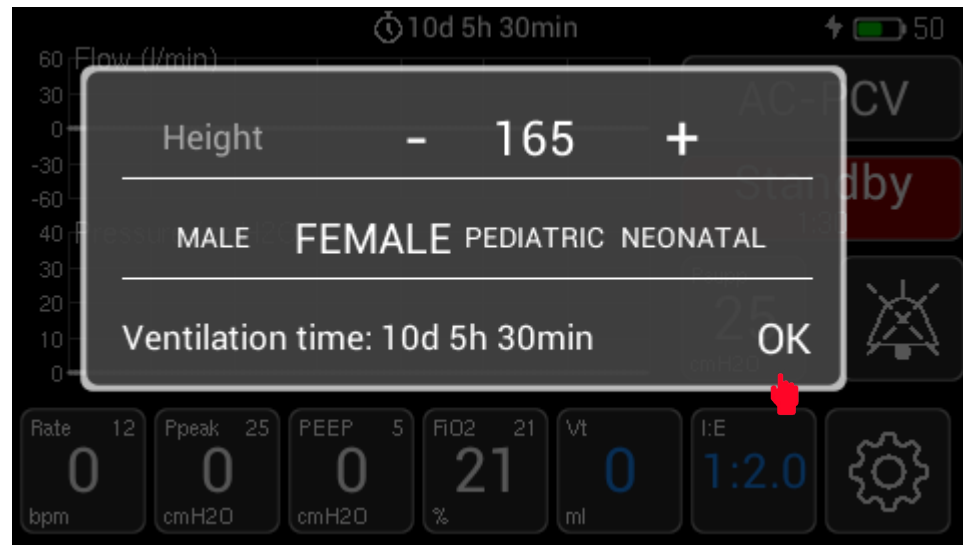 10d 5h 30min 50
60 Flow (l/min)
30
0
-30
-60
40
30
20
10
0
AC-PCV
Standby
Height - 165 +
MALE FEMALE PEDIATRIC NEONATAL
Ventilation time: 10d 5h 30min OK
25
cmH2O
Rate 12
0
bpm
Ppeak 25
0
cmH2O
PEEP 5
0
cmH2O
FiO2 21
21
%
Vt
0
ml
I:E
1:2.0